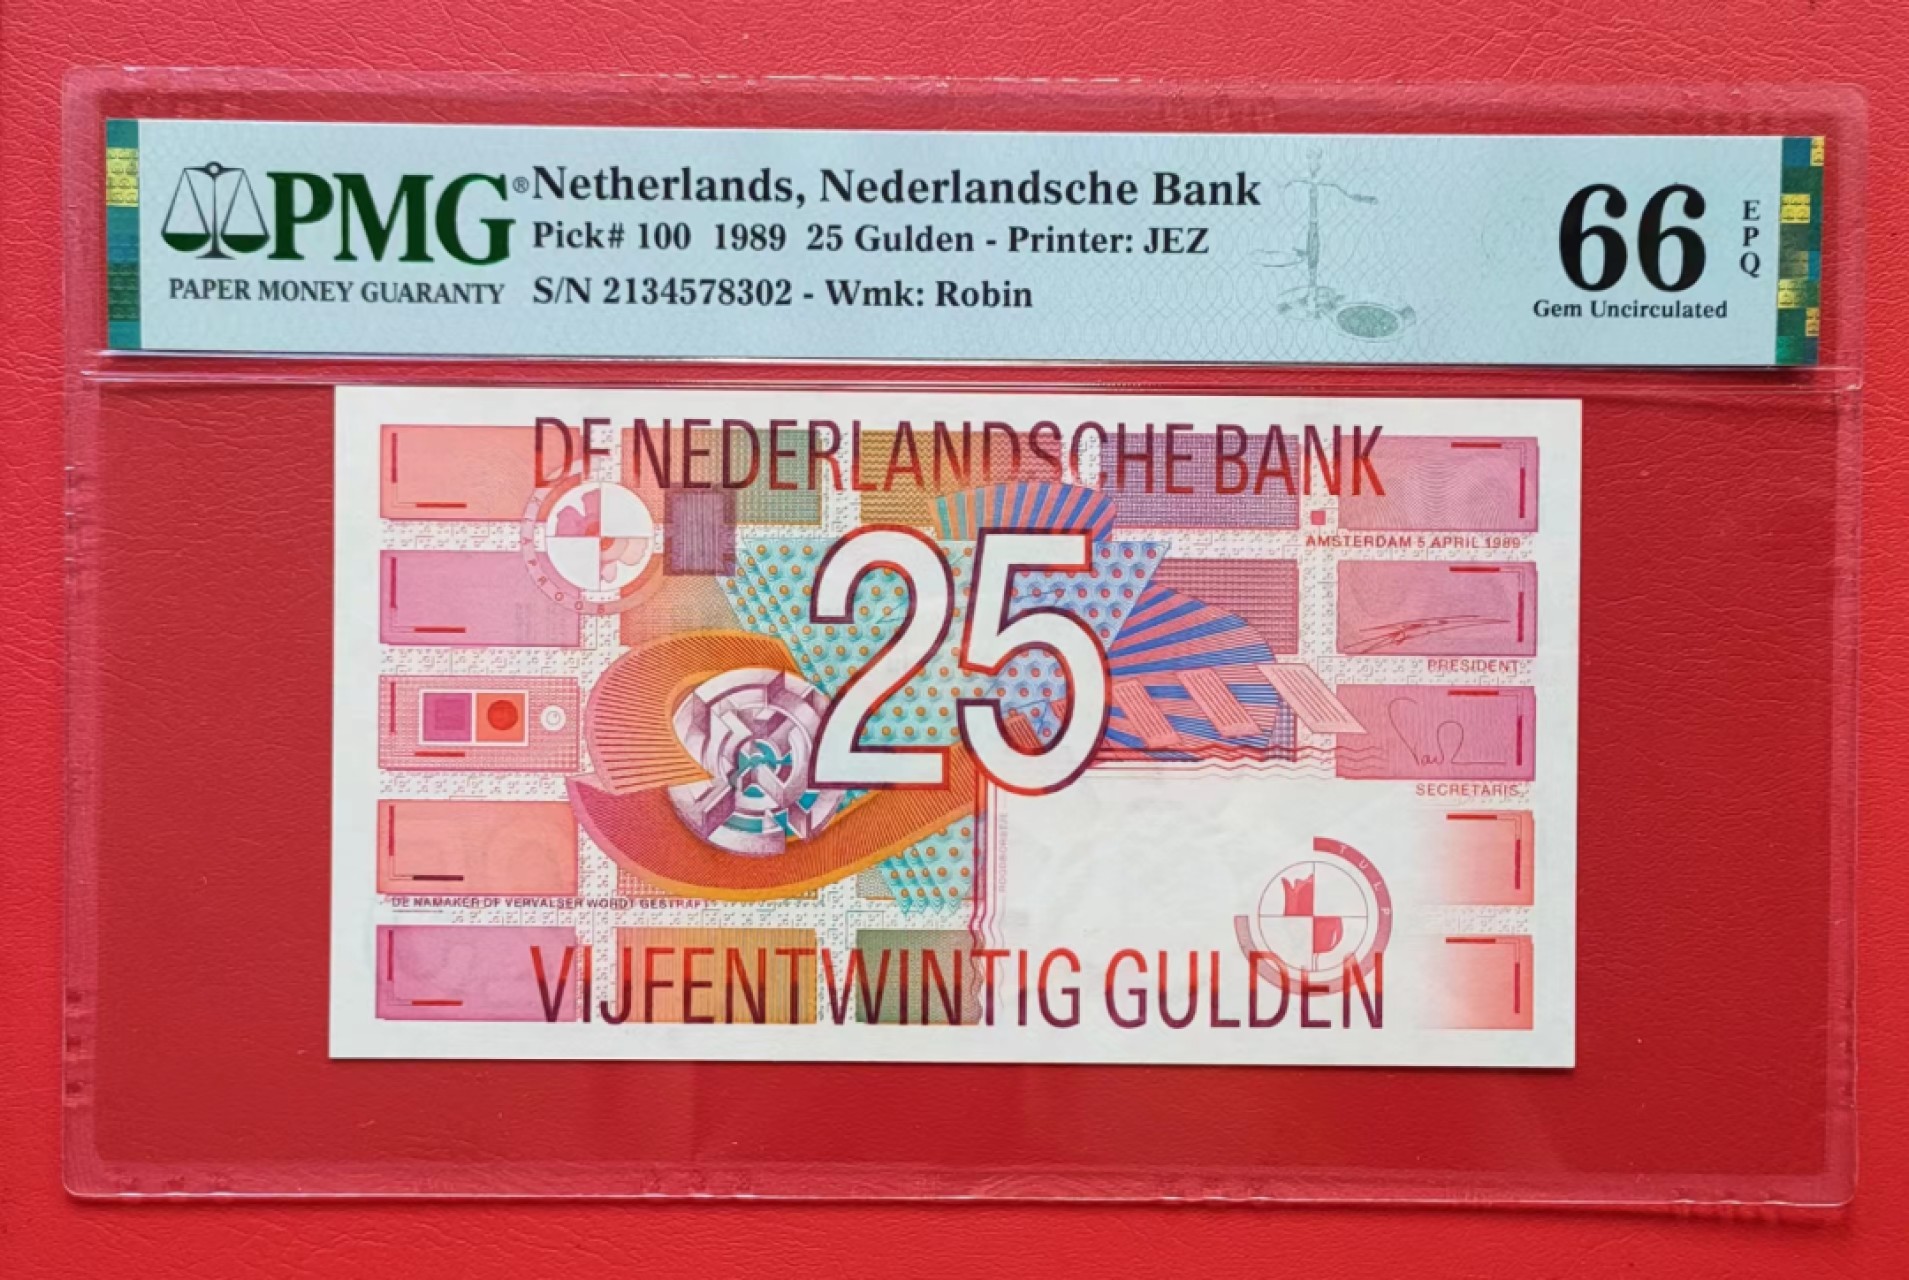 PMG® Netherlands, Nederlandsche Bank
Pick# 100 1989 25 Gulden - Printer: JEZ
PAPER MONEY GUARANTY S/N 2134578302 - Wmk: Robin
66
EPQ
Gem Uncirculated
DE NEDERLANDSCHE BANK
AMSTERDAM 5 APRIL 1989
25
PRESIDENT
SECRETARIS
ROODBORST
TULP
DE NAMAKER OF VERVALSER WORDT GESTRAFT
VIJFENTWINTIG GULDEN